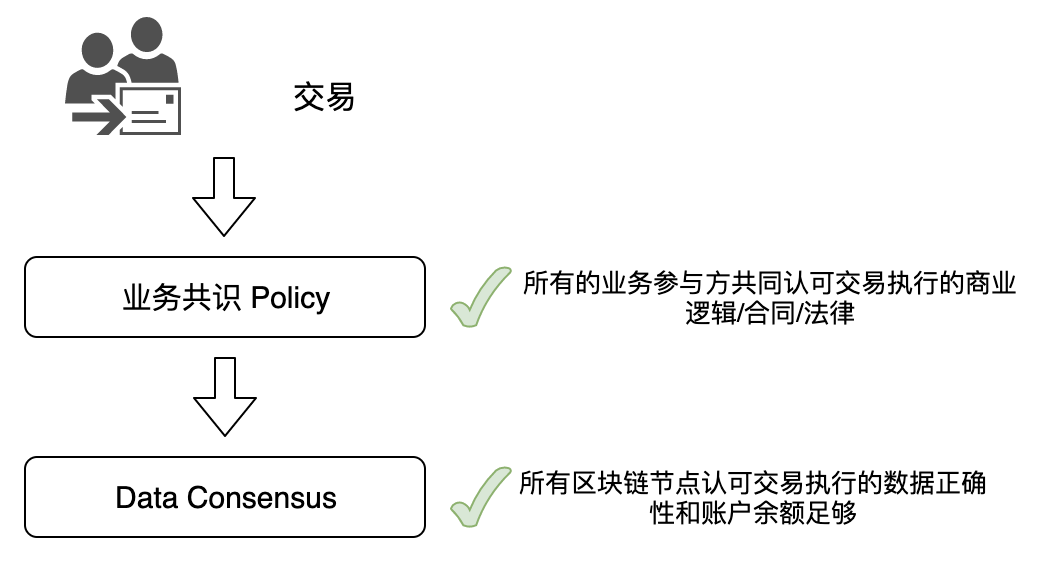 交易
业务共识 Policy
所有的业务参与方共同认可交易执行的商业
逻辑/合同/法律
Data Consensus
所有区块链节点认可交易执行的数据正确
性和账户余额足够